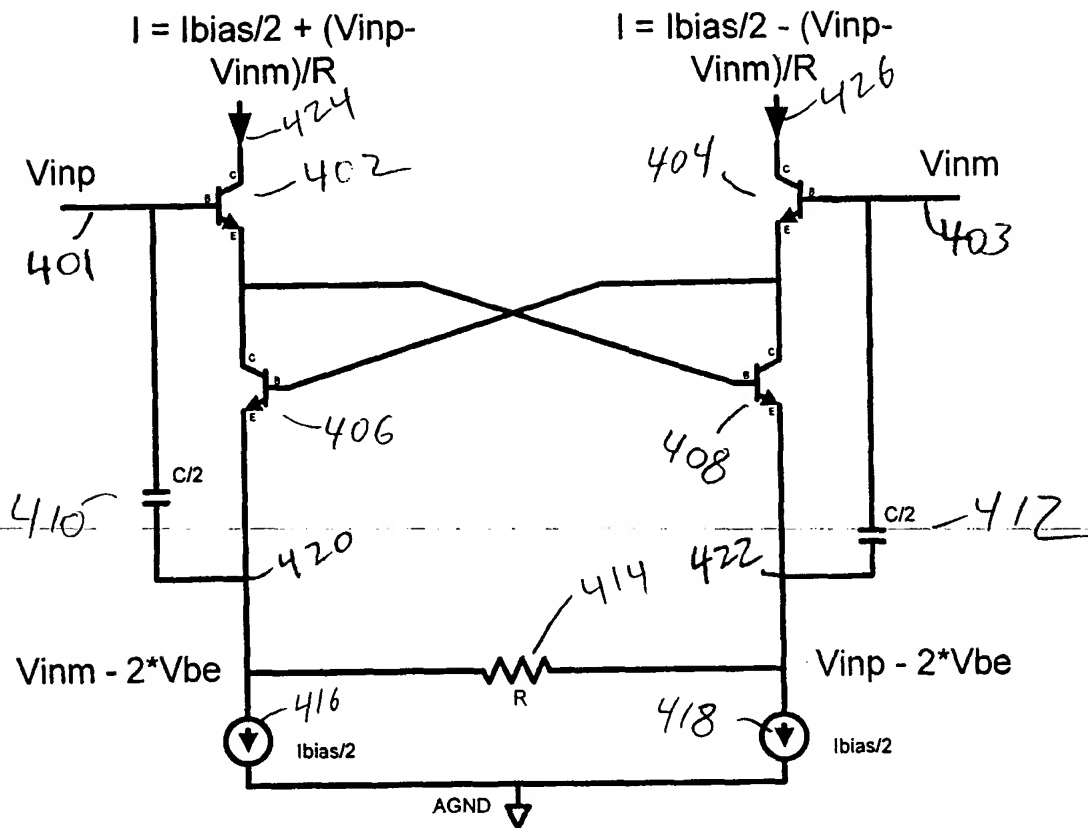 I = Ibias/2 + (Vinp-
Vinm)/R
I = Ibias/2 - (Vinp-
Vinm)/R
424
426
Vinp
402
404
Vinm
C
B
E
C
B
E
401
403
C
B
E
C
B
E
406
408
C/2
410
C/2
412
420
422
414
Vinm - 2*Vbe
R
Vinp - 2*Vbe
416
Ibias/2
418
Ibias/2
AGND